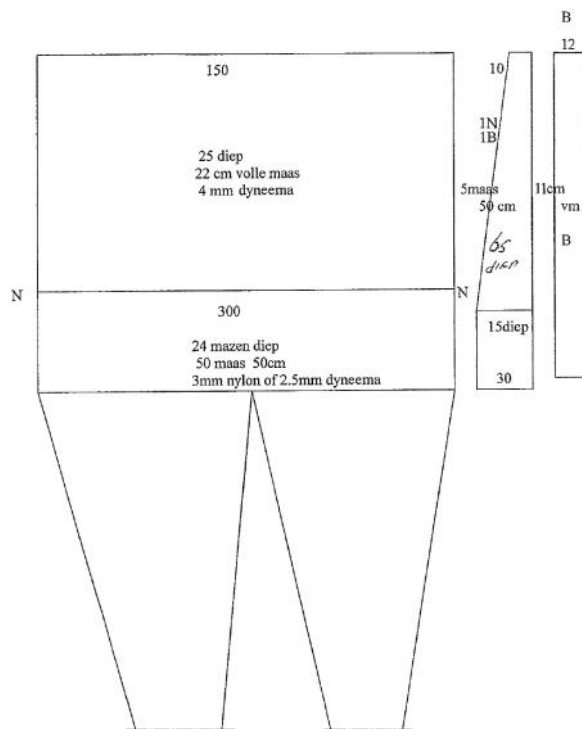 B
12
150
10
1N
1B
25 diep
22 cm volle maas
4 mm dyneema
5maas
50 cm
11cm
vm
65
diep
B
N
N
300
15diep
24 mazen diep
50 maas 50cm
3mm nylon of 2.5mm dyneema
30